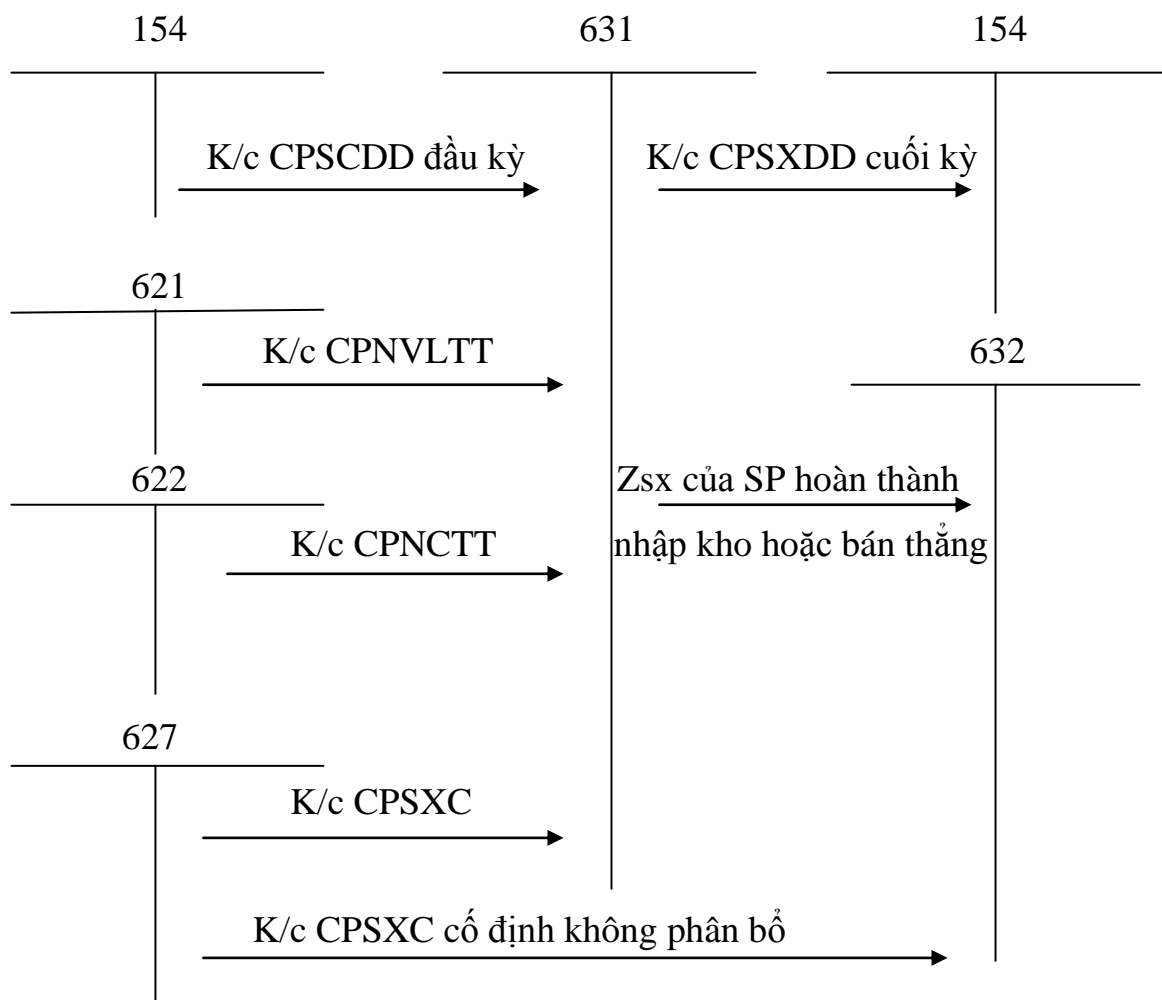 154
631
154
K/c CPSCDD đầu kỳ
K/c CPSXDD cuối kỳ
621
K/c CPNVLTT
632
622
Zsx của SP hoàn thành
K/c CPNCTT
nhập kho hoặc bán thẳng
627
K/c CPSXC
K/c CPSXC cố định không phân bổ